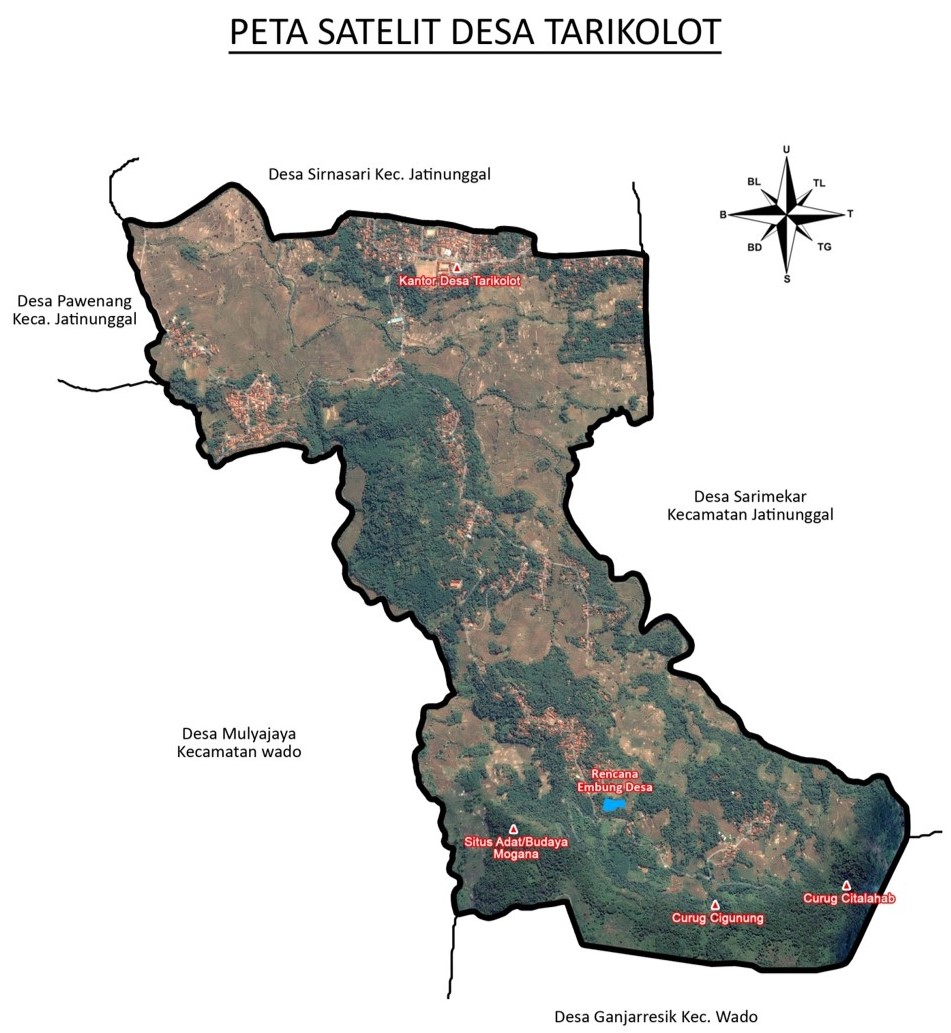 PETA SATELIT DESA TARIKOLOT
U
BL
TL
B
T
BD
TG
S
Desa Sirnasari Kec. Jatinunggal
Kantor Desa Tarikolot
Desa Pawenang
Keca. Jatinunggal
Desa Sarimekar
Kecamatan Jatinunggal
Desa Mulyajaya
Kecamatan wado
Rencana
Embung Desa
Situs Adat/Budaya
Mogana
Curug Citalahab
Curug Cigunung
Desa Ganjarresik Kec. Wado